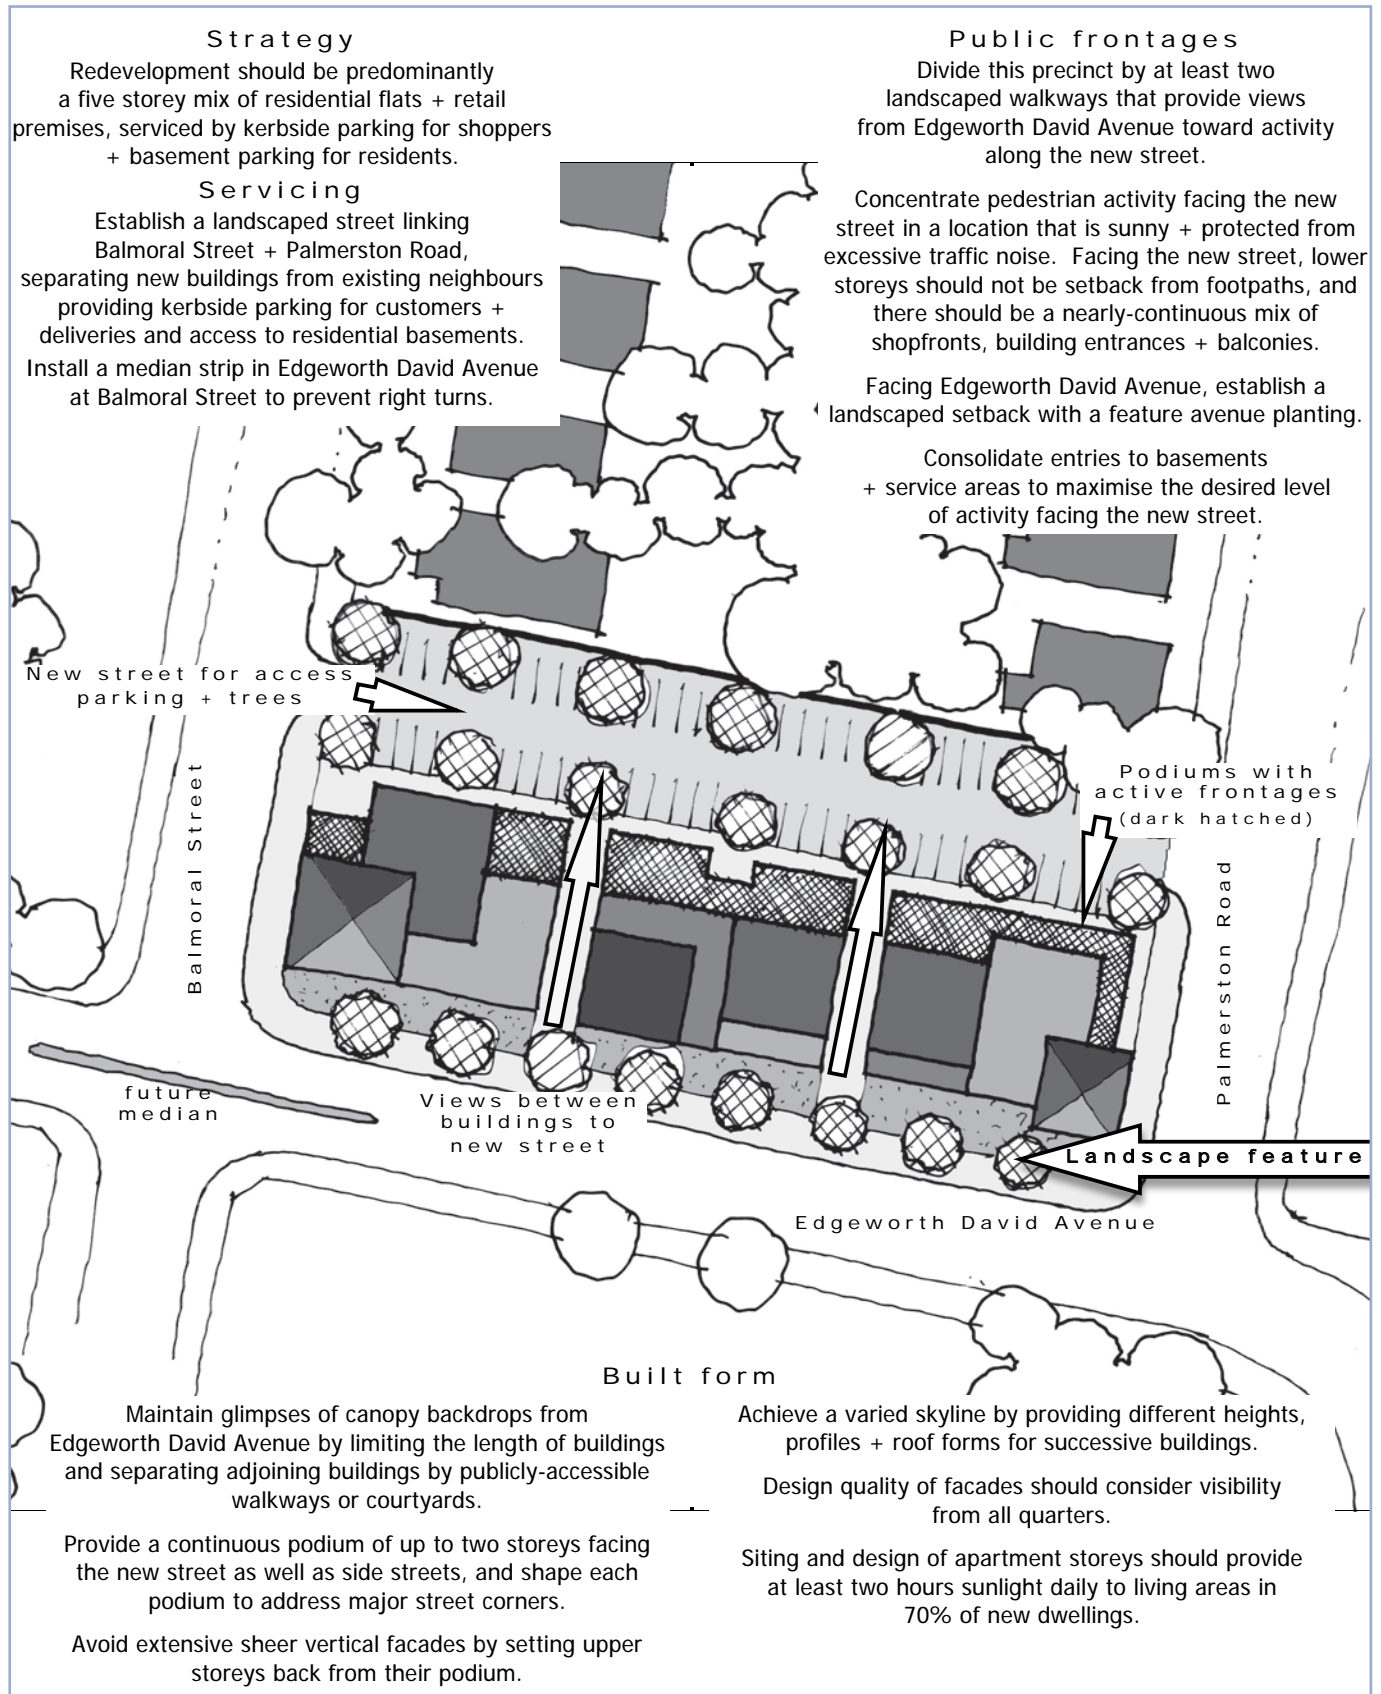 Strategy
Redevelopment should be predominantly
a five storey mix of residential flats + retail
premises, serviced by kerbside parking for shoppers
+ basement parking for residents.
Servicing
Establish a landscaped street linking
Balmoral Street + Palmerston Road,
separating new buildings from existing neighbours
providing kerbside parking for customers +
deliveries and access to residential basements.
Install a median strip in Edgeworth David Avenue
at Balmoral Street to prevent right turns.
Public frontages
Divide this precinct by at least two
landscaped walkways that provide views
from Edgeworth David Avenue toward activity
along the new street.
Concentrate pedestrian activity facing the new
street in a location that is sunny + protected from
excessive traffic noise.  Facing the new street, lower
storeys should not be setback from footpaths, and
there should be a nearly-continuous mix of
shopfronts, building entrances + balconies.
Facing Edgeworth David Avenue, establish a
landscaped setback with a feature avenue planting.
Consolidate entries to basements
+ service areas to maximise the desired level
of activity facing the new street.
New street for access
parking + trees
Podiums with
active frontages
(dark hatched)
Balmoral Street
Palmerston Road
future
median
Views between
buildings to
new street
Landscape feature
Edgeworth David Avenue
Built form
Maintain glimpses of canopy backdrops from
Edgeworth David Avenue by limiting the length of buildings
and separating adjoining buildings by publicly-accessible
walkways or courtyards.
Provide a continuous podium of up to two storeys facing
the new street as well as side streets, and shape each
podium to address major street corners.
Avoid extensive sheer vertical facades by setting upper
storeys back from their podium.
Achieve a varied skyline by providing different heights,
profiles + roof forms for successive buildings.
Design quality of facades should consider visibility
from all quarters.
Siting and design of apartment storeys should provide
at least two hours sunlight daily to living areas in
70% of new dwellings.